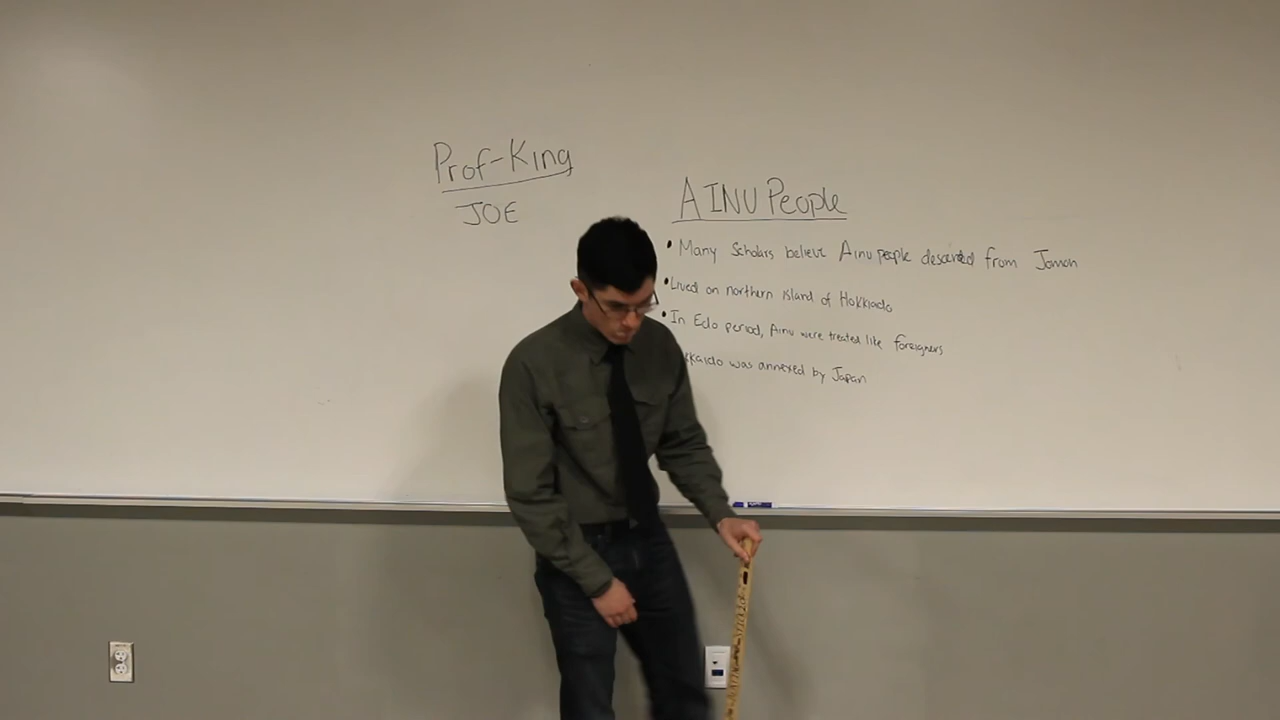 Prof-King
JOE
AINU People
• Many Scholars believe Ainu people descended from Jomon
• Lived on northern island of Hokkiado
• In Edo period, Ainu were treated like foreigners
kkaido was annexed by Japan